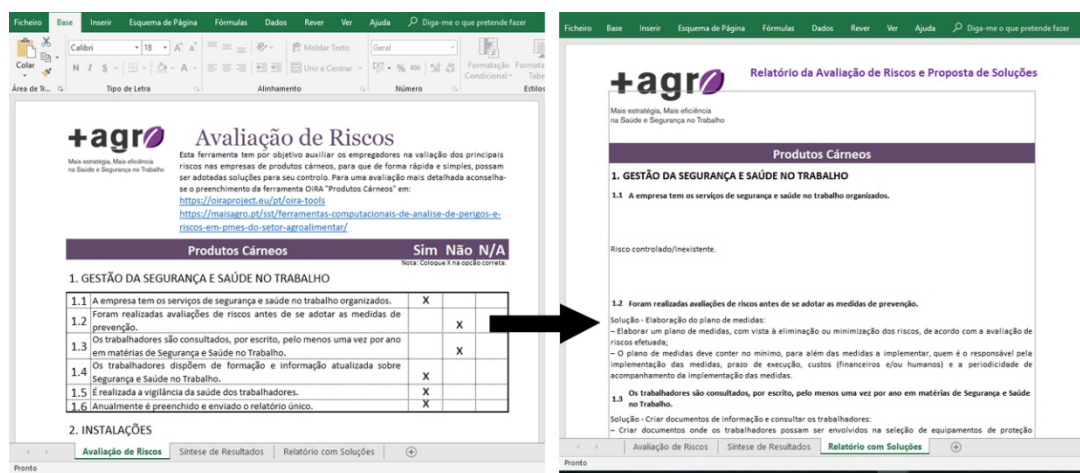 Ficheiro Base Inserir Esquema de Página Fórmulas Dados Rever Ver Ajuda Diga-me o que pretende fazer
Calibri 18 A A Moldar Texto Geral
Colar N I S A Unir e Centrar % 000 Formatação Condicional
Área de Tr... Tipo de Letra Alinhamento Número Estilos
+agro
Mais estratégia, Mais eficiência
na Saúde e Segurança no Trabalho
Avaliação de Riscos
Esta ferramenta tem por objetivo auxiliar os empregadores na valiação dos principais
riscos nas empresas de produtos cárneos, para que de forma rápida e simples, possam
ser adotadas soluções para seu controlo. Para uma avaliação mais detalhada aconselha-
se o preenchimento da ferramenta OiRA "Produtos Cárneos" em:
https://oiraproject.eu/pt/oira-tools
https://maisagro.pt/sst/ferramentas-computacionais-de-analise-de-perigos-e-
riscos-em-pmes-do-setor-agroalimentar/
Produtos Cárneos Sim Não N/A
Nota: Coloque X na opção correta.
1. GESTÃO DA SEGURANÇA E SAÚDE NO TRABALHO
1.1 A empresa tem os serviços de segurança e saúde no trabalho organizados. X
1.2 Foram realizadas avaliações de riscos antes de se adotar as medidas de
prevenção. X
1.3 Os trabalhadores são consultados, por escrito, pelo menos uma vez por ano
em matérias de Segurança e Saúde no Trabalho. X
1.4 Os trabalhadores dispõem de formação e informação atualizada sobre
Segurança e Saúde no Trabalho. X
1.5 É realizada a vigilância da saúde dos trabalhadores. X
1.6 Anualmente é preenchido e enviado o relatório único. X
2. INSTALAÇÕES
Avaliação de Riscos Síntese de Resultados Relatório com Soluções
Pronto
Ficheiro Base Inserir Esquema de Página Fórmulas Dados Rever Ver Ajuda Diga-me o que pretende fazer
+agro
Mais estratégia, Mais eficiência
na Saúde e Segurança no Trabalho
Relatório da Avaliação de Riscos e Proposta de Soluções
Produtos Cárneos
1. GESTÃO DA SEGURANÇA E SAÚDE NO TRABALHO
1.1 A empresa tem os serviços de segurança e saúde no trabalho organizados.
Risco controlado/Inexistente.
1.2 Foram realizadas avaliações de riscos antes de se adotar as medidas de prevenção.
Solução - Elaboração do plano de medidas:
– Elaborar um plano de medidas, com vista à eliminação ou minimização dos riscos, de acordo com a avaliação de
riscos efetuada;
– O plano de medidas deve conter no mínimo, para além das medidas a implementar, quem é o responsável pela
implementação das medidas, prazo de execução, custos (financeiros e/ou humanos) e a periodicidade de
acompanhamento da implementação das medidas.
1.3 Os trabalhadores são consultados, por escrito, pelo menos uma vez por ano em matérias de Segurança e Saúde
no Trabalho.
Solução - Criar documentos de informação e consultar os trabalhadores:
– Criar documentos onde os trabalhadores possam ser envolvidos na seleção de equipamentos de proteção
Avaliação de Riscos Síntese de Resultados Relatório com Soluções
Pronto